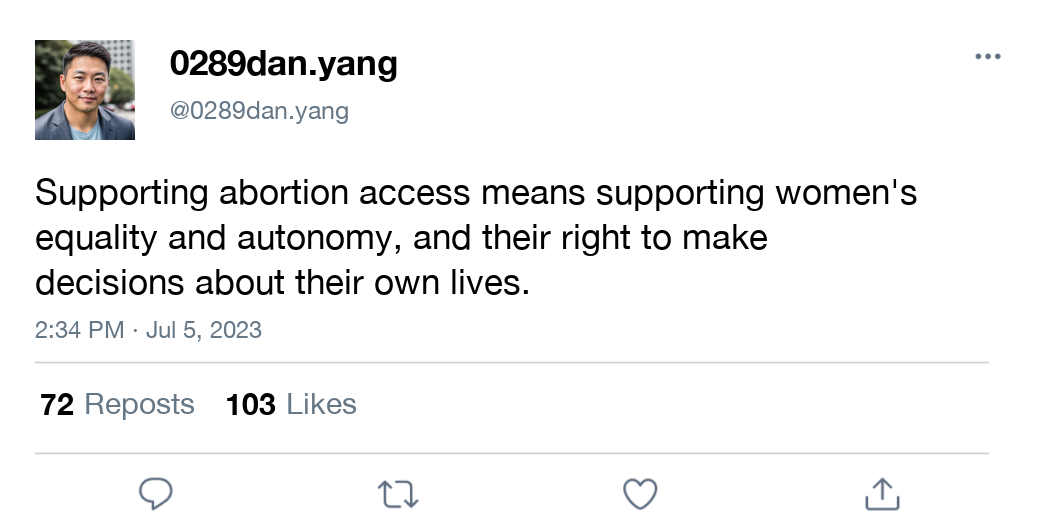 0289dan.yang
@0289dan.yang
Supporting abortion access means supporting women's
equality and autonomy, and their right to make
decisions about their own lives.
2:34 PM · Jul 5, 2023
72 Reposts 103 Likes